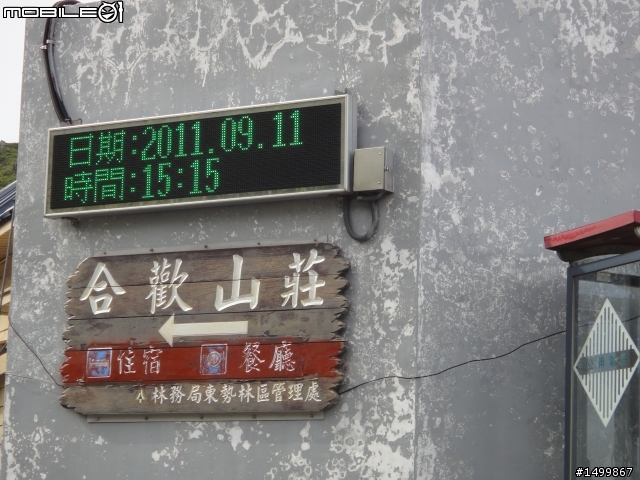 mobile01
日期:2011.09.11
時間:15:15
合歡山莊
住宿 餐廳
林務局東勢林區管理處
#1499867